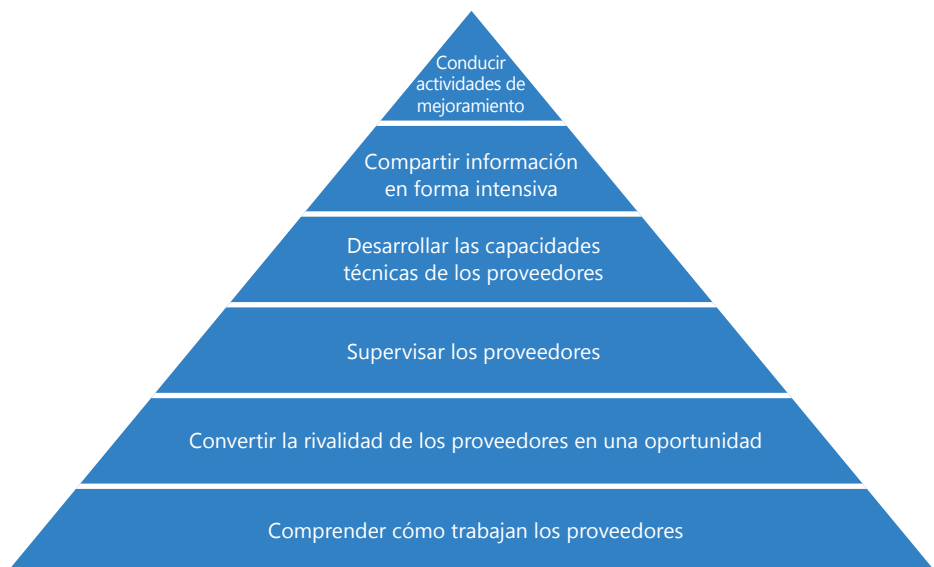 Conducir
actividades de
mejoramiento
Compartir información
en forma intensiva
Desarrollar las capacidades
técnicas de los proveedores
Supervisar los proveedores
Convertir la rivalidad de los proveedores en una oportunidad
Comprender cómo trabajan los proveedores